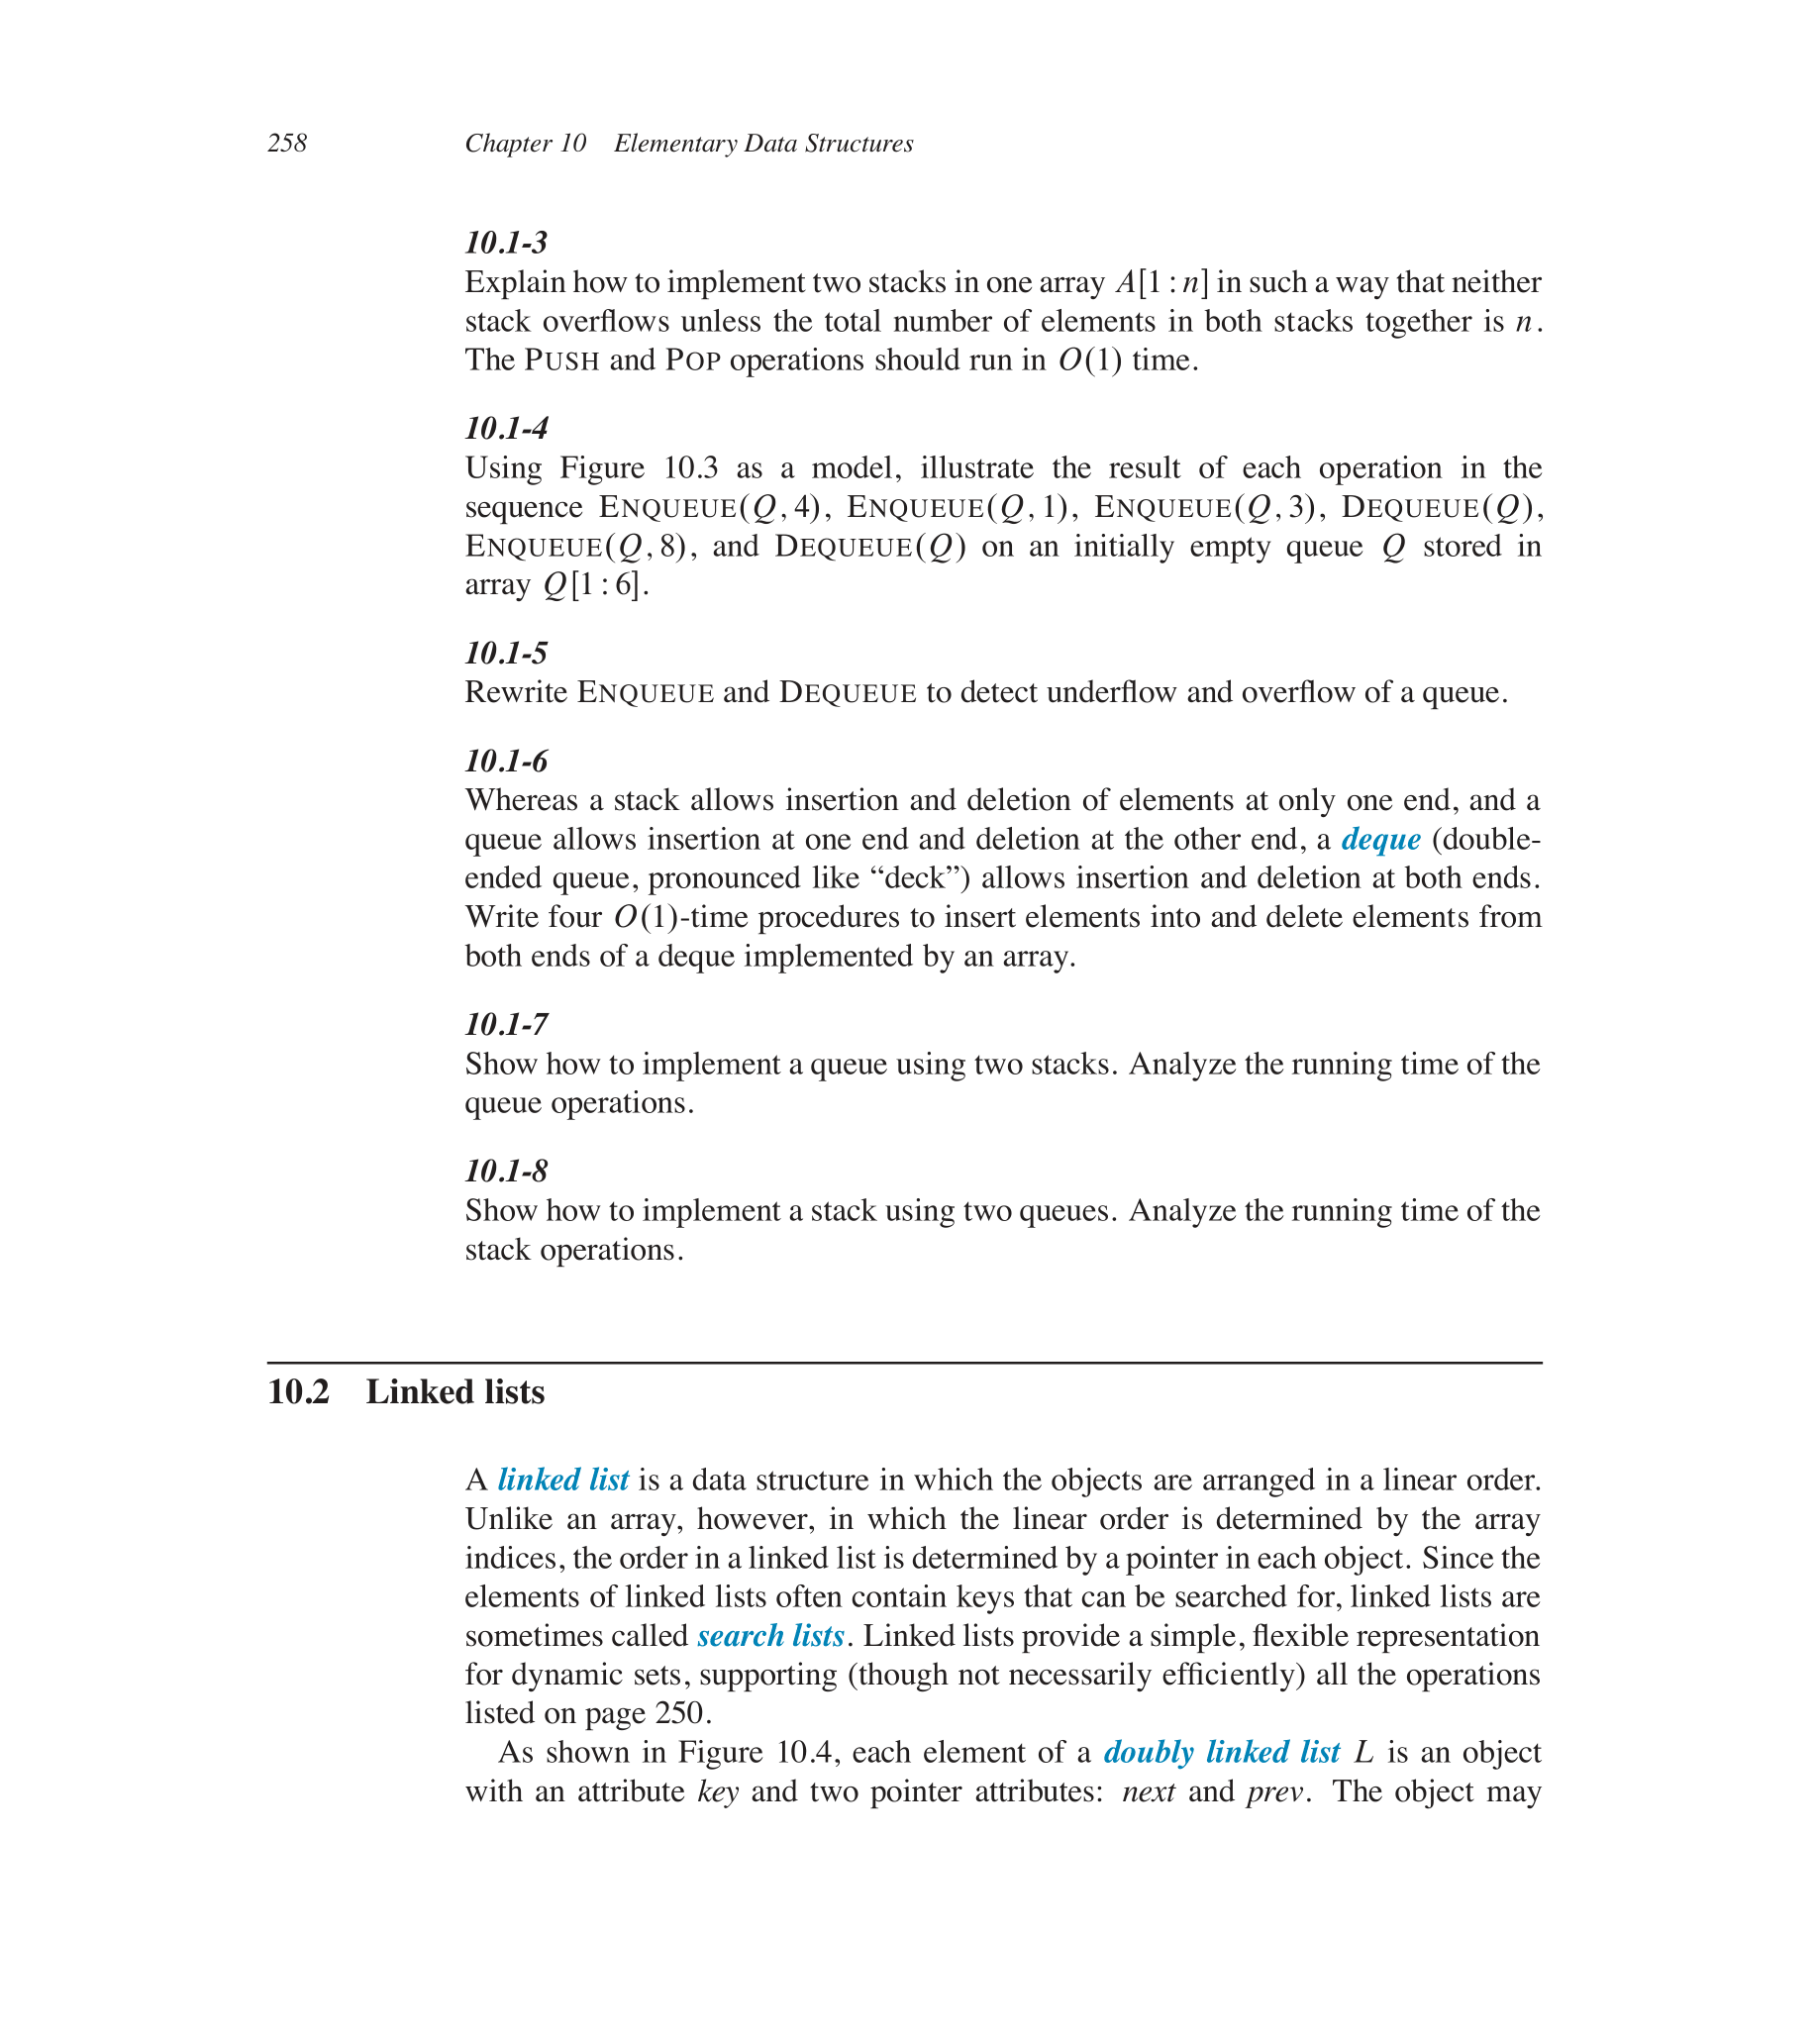 258 Chapter 10 Elementary Data Structures
10.1-3
Explain how to implement two stacks in one array A[1 : n] in such a way that neither
stack overflows unless the total number of elements in both stacks together is n.
The PUSH and POP operations should run in O(1) time.
10.1-4
Using Figure 10.3 as a model, illustrate the result of each operation in the
sequence ENQUEUE(Q, 4), ENQUEUE(Q, 1), ENQUEUE(Q, 3), DEQUEUE(Q),
ENQUEUE(Q, 8), and DEQUEUE(Q) on an initially empty queue Q stored in
array Q[1 : 6].
10.1-5
Rewrite ENQUEUE and DEQUEUE to detect underflow and overflow of a queue.
10.1-6
Whereas a stack allows insertion and deletion of elements at only one end, and a
queue allows insertion at one end and deletion at the other end, a deque (double-
ended queue, pronounced like “deck”) allows insertion and deletion at both ends.
Write four O(1)-time procedures to insert elements into and delete elements from
both ends of a deque implemented by an array.
10.1-7
Show how to implement a queue using two stacks. Analyze the running time of the
queue operations.
10.1-8
Show how to implement a stack using two queues. Analyze the running time of the
stack operations.
10.2 Linked lists
A linked list is a data structure in which the objects are arranged in a linear order.
Unlike an array, however, in which the linear order is determined by the array
indices, the order in a linked list is determined by a pointer in each object. Since the
elements of linked lists often contain keys that can be searched for, linked lists are
sometimes called search lists. Linked lists provide a simple, flexible representation
for dynamic sets, supporting (though not necessarily efficiently) all the operations
listed on page 250.
As shown in Figure 10.4, each element of a doubly linked list L is an object
with an attribute key and two pointer attributes: next and prev. The object may